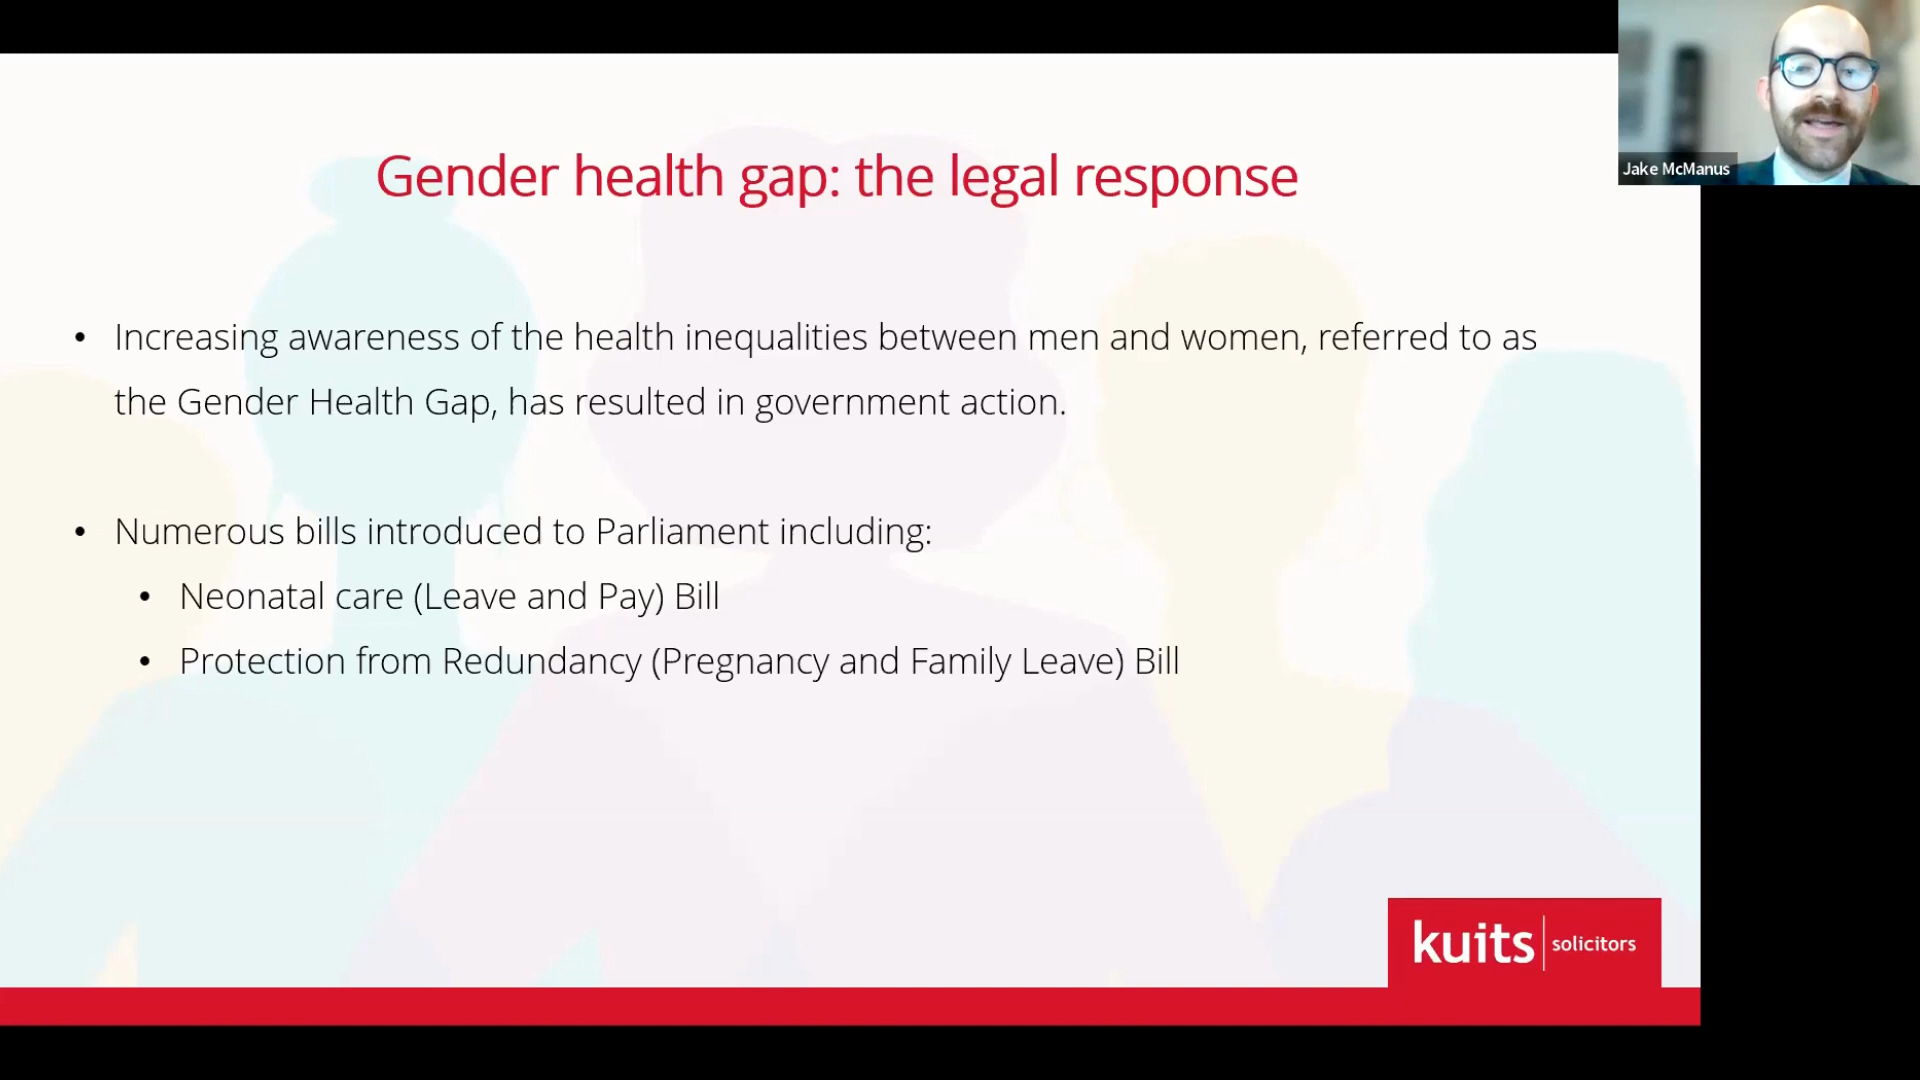 Gender health gap: the legal response
• Increasing awareness of the health inequalities between men and women, referred to as
the Gender Health Gap, has resulted in government action.
• Numerous bills introduced to Parliament including:
• Neonatal care (Leave and Pay) Bill
• Protection from Redundancy (Pregnancy and Family Leave) Bill
kuits solicitors
Jake McManus